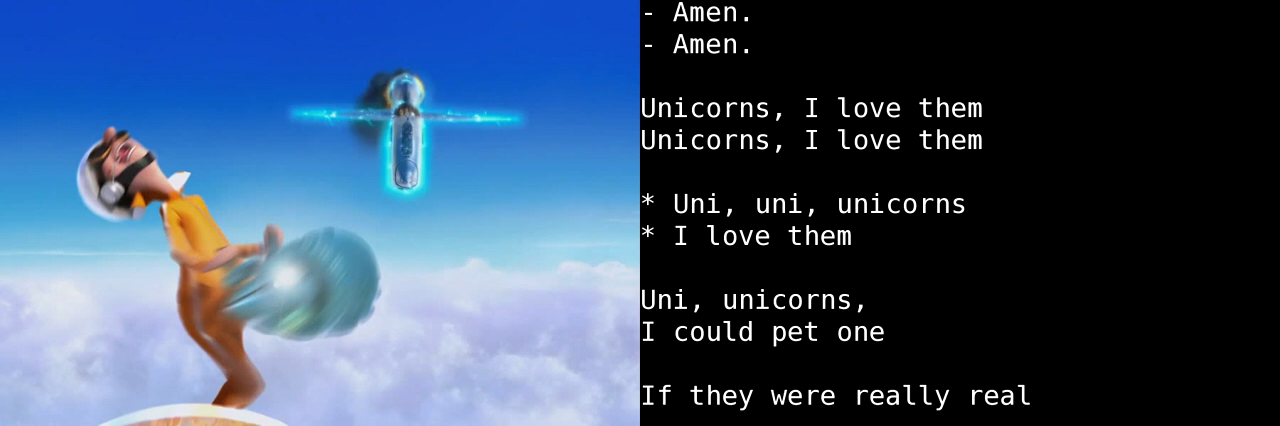 - Amen.
- Amen.
Unicorns, I love them
Unicorns, I love them
* Uni, uni, unicorns
* I love them
Uni, unicorns,
I could pet one
If they were really real